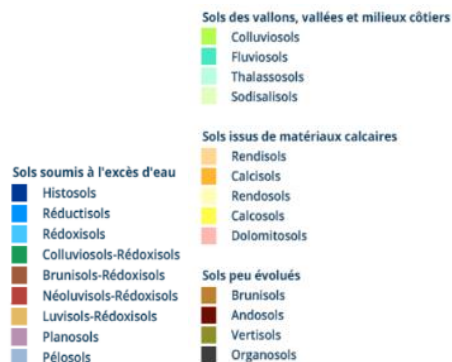 Sols des vallons, vallées et milieux côtiers
Colluviosols
Fluviosols
Thalassosols
Sodisalisols
Sols issus de matériaux calcaires
Rendisols
Calcisols
Rendosols
Calcosols
Dolomitosols
Sols soumis à l'excès d'eau
Histosols
Réductisols
Rédoxisols
Colluviosols-Rédoxisols
Brunisols-Rédoxisols
Néoluvisols-Rédoxisols
Luvisols-Rédoxisols
Planosols
Pélosols
Sols peu évolués
Brunisols
Andosols
Vertisols
Organosols